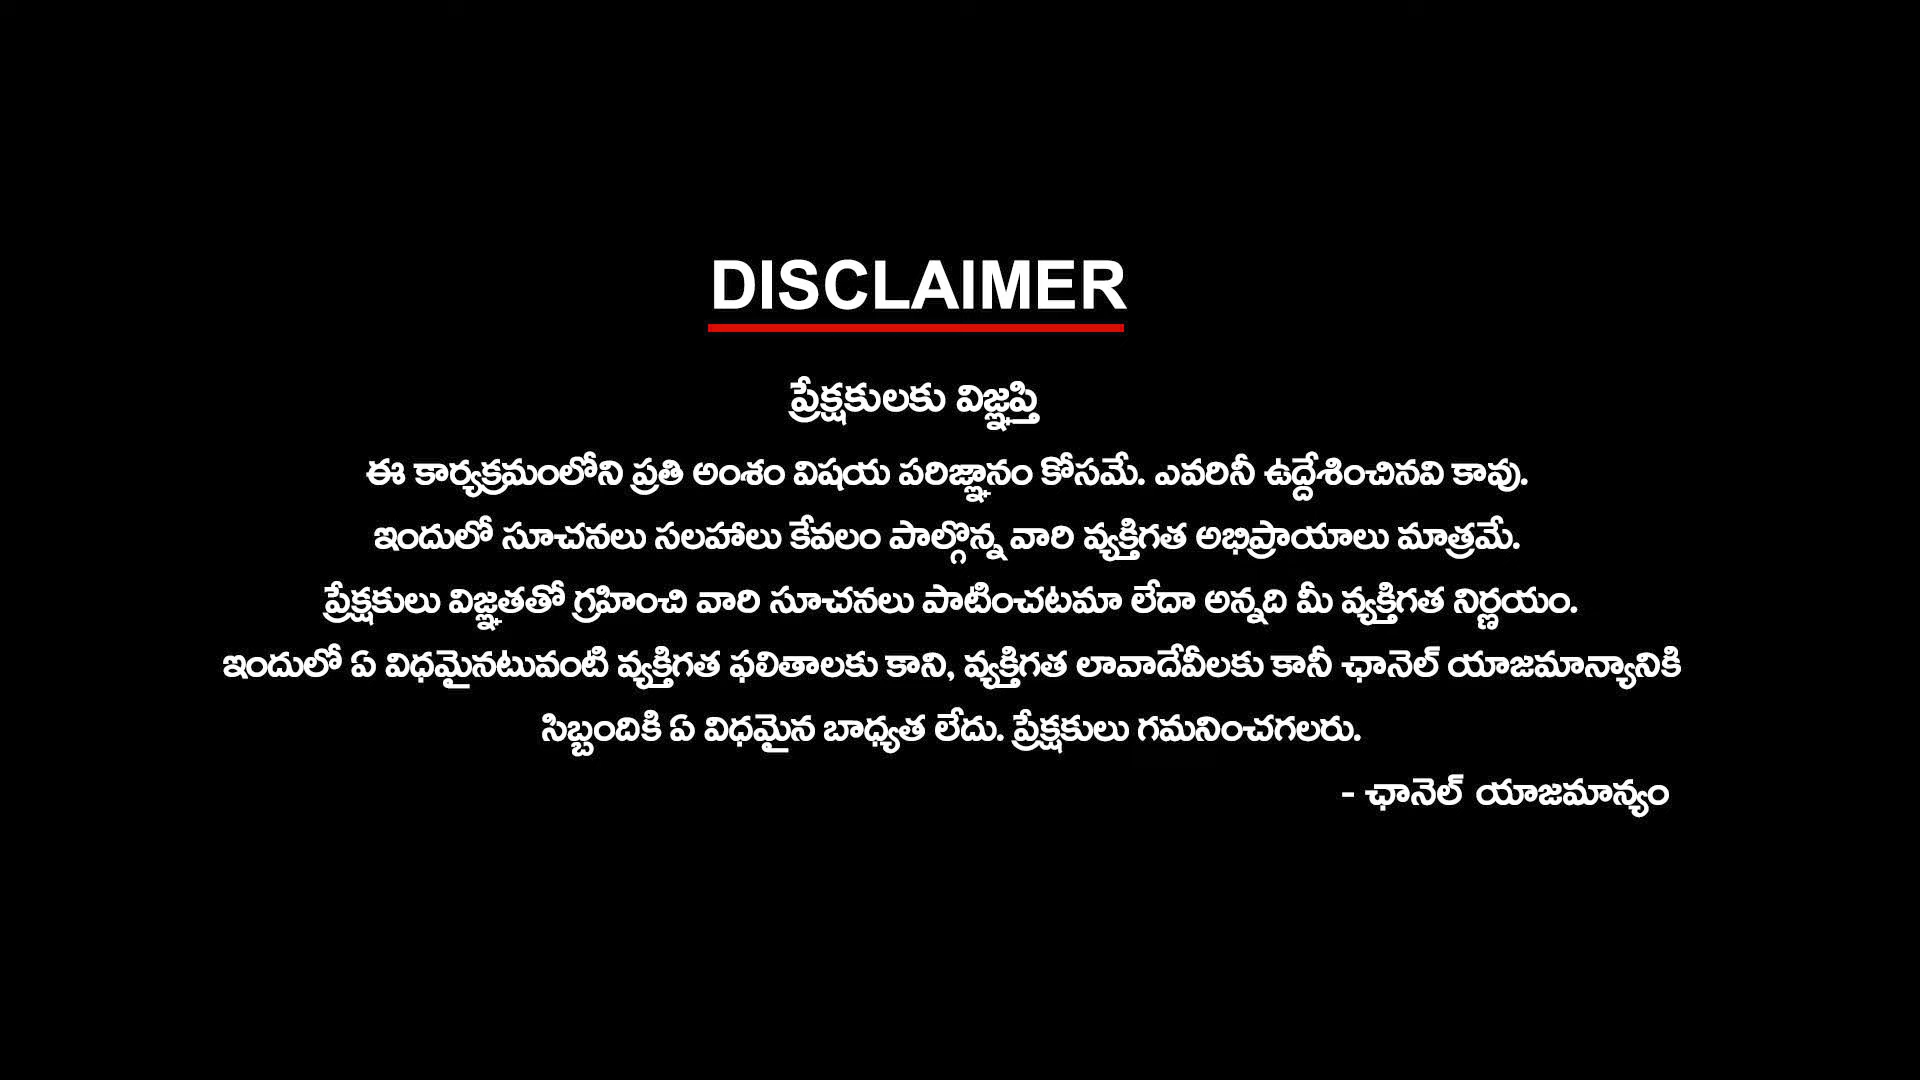 DISCLAIMER
ప్రేక్షకులకు విజ్ఞప్తి
ఈ కార్యక్రమంలోని ప్రతి అంశం విషయ పరిజ్ఞానం కోసమే. ఎవరినీ ఉద్దేశించినవి కావు.
ఇందులో సూచనలు సలహాలు కేవలం పాల్గొన్న వారి వ్యక్తిగత అభిప్రాయాలు మాత్రమే.
ప్రేక్షకులు విజ్ఞతతో గ్రహించి వారి సూచనలు పాటించటమా లేదా అన్నది మీ వ్యక్తిగత నిర్ణయం.
ఇందులో ఏ విధమైనటువంటి వ్యక్తిగత ఫలితాలకు కాని, వ్యక్తిగత లావాదేవీలకు కానీ ఛానెల్ యాజమాన్యానికి
సిబ్బందికి ఏ విధమైన బాధ్యత లేదు. ప్రేక్షకులు గమనించగలరు.
- ఛానెల్ యాజమాన్యం